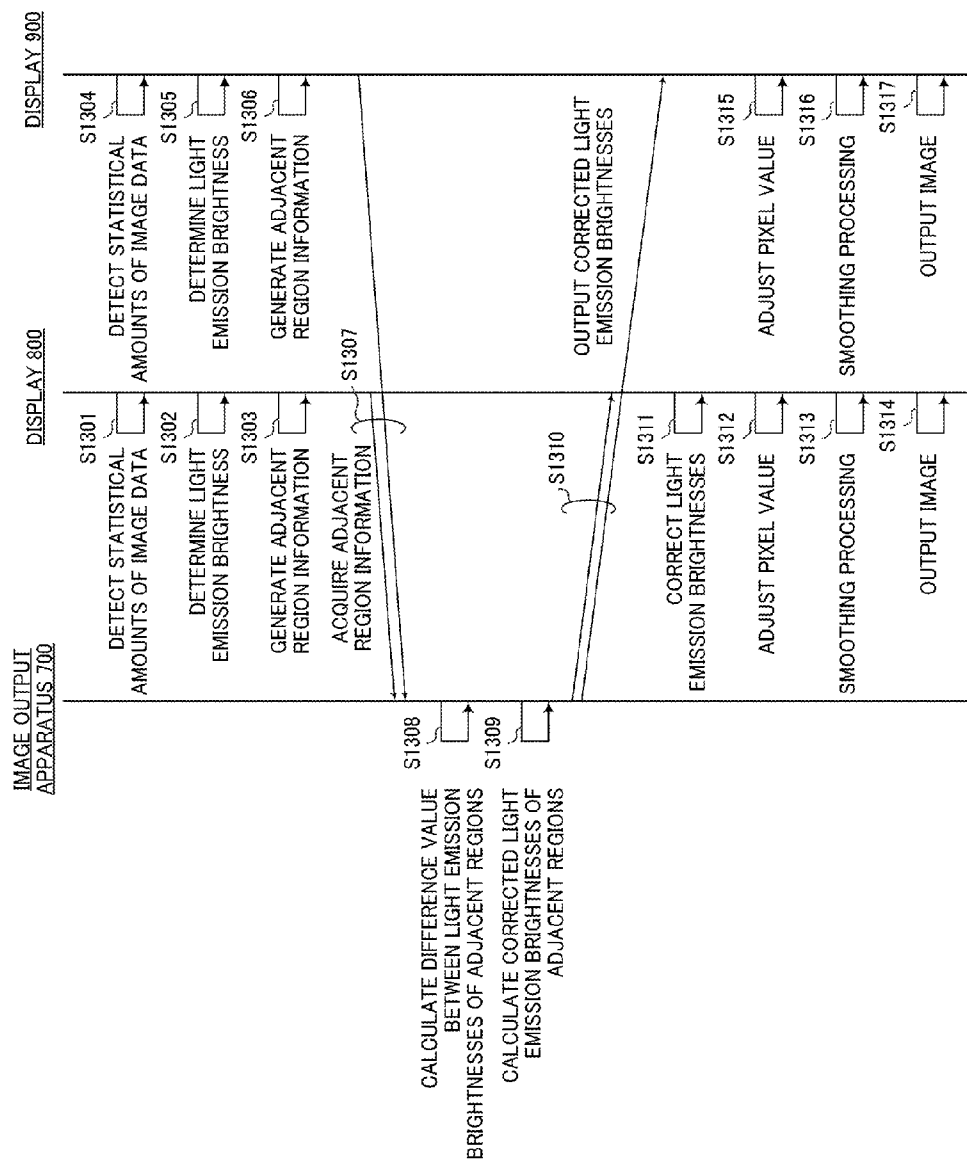 IMAGE OUTPUT
APPARATUS 700
DISPLAY 800
DISPLAY 900
S1301
DETECT STATISTICAL
AMOUNTS OF IMAGE DATA
S1302
DETERMINE LIGHT
EMISSION BRIGHTNESS
S1303
GENERATE ADJACENT
REGION INFORMATION
S1304
DETECT STATISTICAL
AMOUNTS OF IMAGE DATA
S1305
DETERMINE LIGHT
EMISSION BRIGHTNESS
S1306
GENERATE ADJACENT
REGION INFORMATION
S1307
ACQUIRE ADJACENT
REGION INFORMATION
S1308
CALCULATE DIFFERENCE VALUE
BETWEEN LIGHT EMISSION
BRIGHTNESSES OF ADJACENT REGIONS
S1309
CALCULATE CORRECTED LIGHT
EMISSION BRIGHTNESSES OF
ADJACENT REGIONS
S1310
OUTPUT CORRECTED LIGHT
EMISSION BRIGHTNESSES
S1311
CORRECT LIGHT
EMISSION BRIGHTNESSES
S1312
ADJUST PIXEL VALUE
S1313
SMOOTHING PROCESSING
S1314
OUTPUT IMAGE
S1315
ADJUST PIXEL VALUE
S1316
SMOOTHING PROCESSING
S1317
OUTPUT IMAGE